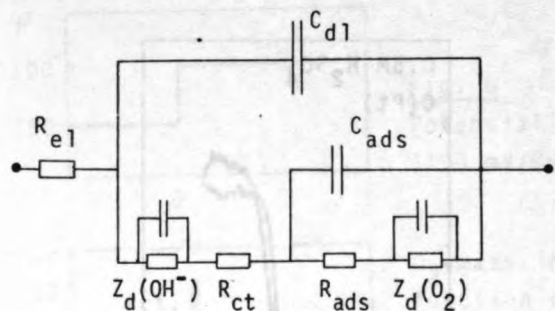 C_dl
R_el
C_ads
Z_d(OH⁻) R_ct R_ads Z_d(O₂)